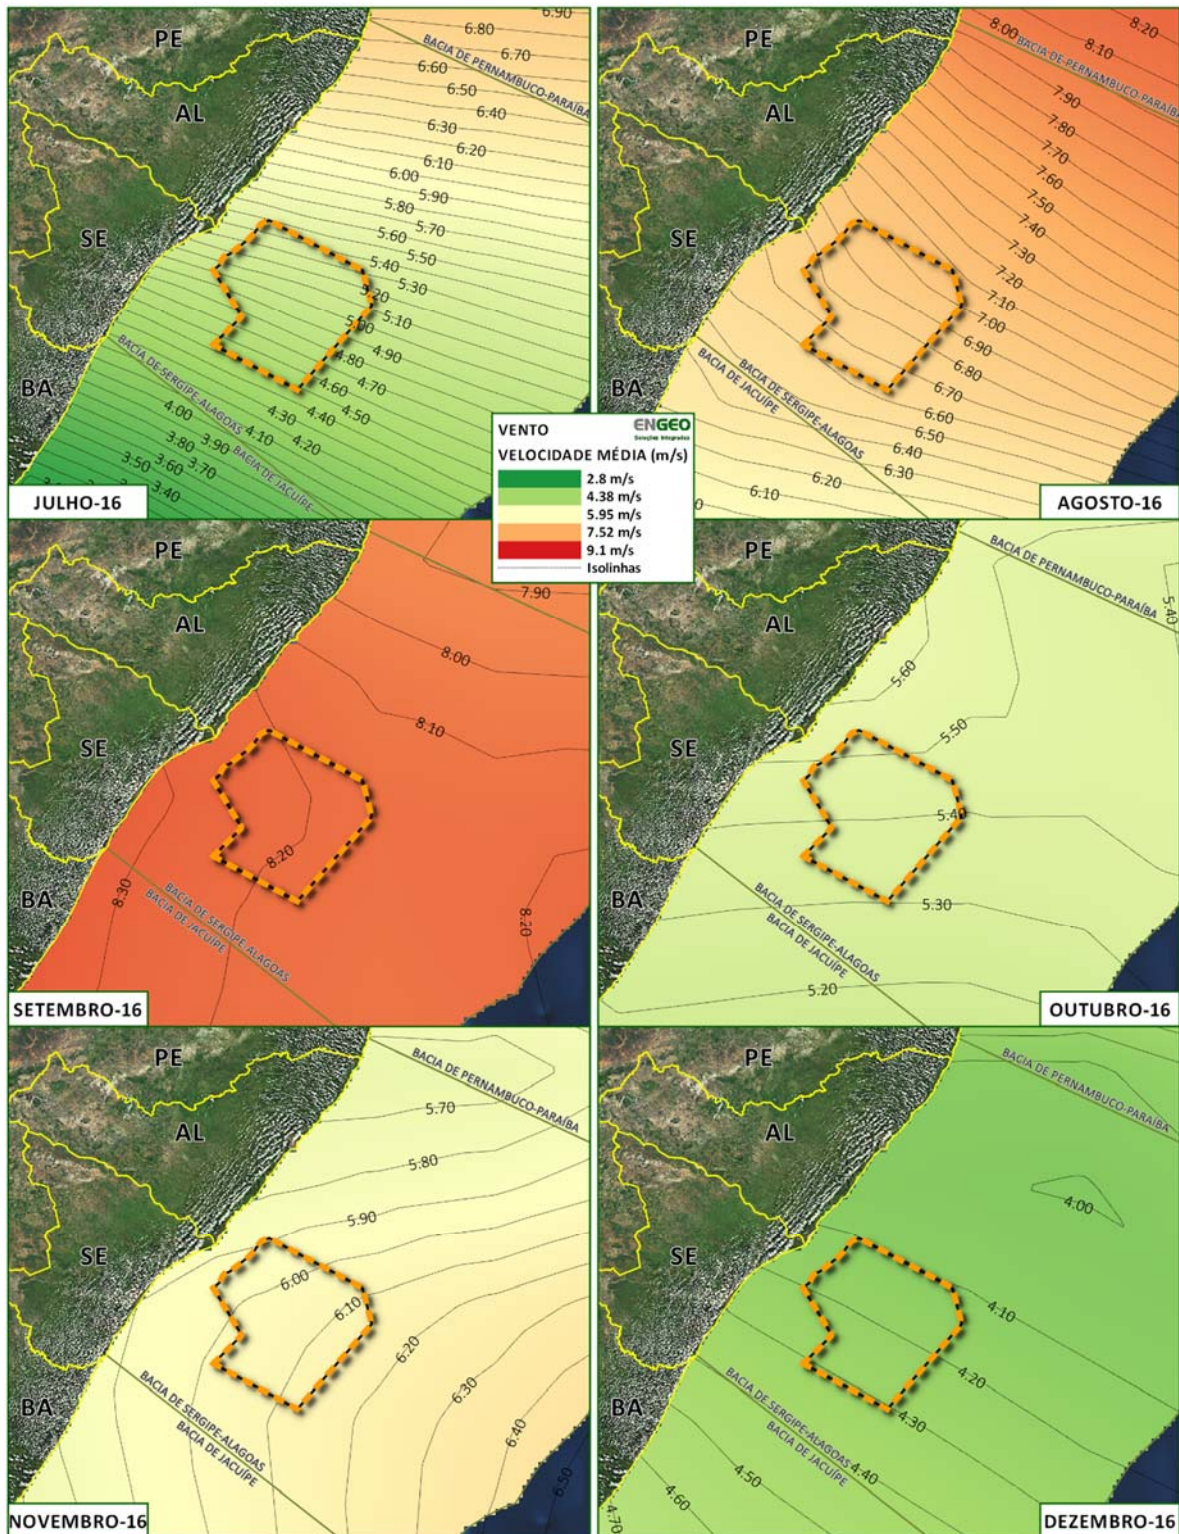 PE
AL
SE
BA
BACIA DE PERNAMBUCO-PARAÍBA
BACIA DE SERGIPE-ALAGOAS
BACIA DE JACUÍPE
6.90
6.80
6.70
6.60
6.50
6.40
6.30
6.20
6.10
6.00
5.90
5.80
5.70
5.60
5.50
5.40
5.30
5.20
5.10
5.00
4.90
4.80
4.70
4.60
4.50
4.40
4.30
4.20
4.10
4.00
3.90
3.80
3.70
3.60
3.50
3.40
JULHO-16
PE
AL
SE
BA
BACIA DE PERNAMBUCO-PARAÍBA
BACIA DE SERGIPE-ALAGOAS
BACIA DE JACUÍPE
8.20
8.10
8.00
7.90
7.80
7.70
7.60
7.50
7.40
7.30
7.20
7.10
7.00
6.90
6.80
6.70
6.60
6.50
6.40
6.30
6.20
6.10
AGOSTO-16
VENTO
ENGEO
Soluções Integradas
VELOCIDADE MÉDIA (m/s)
2.8 m/s
4.38 m/s
5.95 m/s
7.52 m/s
9.1 m/s
Isolinhas
PE
AL
SE
BA
7.90
8.00
8.10
8.20
8.30
8.20
BACIA DE SERGIPE-ALAGOAS
BACIA DE JACUÍPE
SETEMBRO-16
PE
AL
SE
BA
BACIA DE PERNAMBUCO-PARAÍBA
5.40
5.60
5.50
5.40
5.30
5.20
BACIA DE SERGIPE-ALAGOAS
BACIA DE JACUÍPE
OUTUBRO-16
PE
AL
SE
BA
BACIA DE PERNAMBUCO-PARAÍBA
5.70
5.80
5.90
6.00
6.10
6.20
6.30
6.40
6.50
BACIA DE SERGIPE-ALAGOAS
BACIA DE JACUÍPE
NOVEMBRO-16
PE
AL
SE
BA
BACIA DE PERNAMBUCO-PARAÍBA
4.00
4.10
4.20
4.30
4.40
4.50
4.60
4.70
BACIA DE SERGIPE-ALAGOAS
BACIA DE JACUÍPE
DEZEMBRO-16